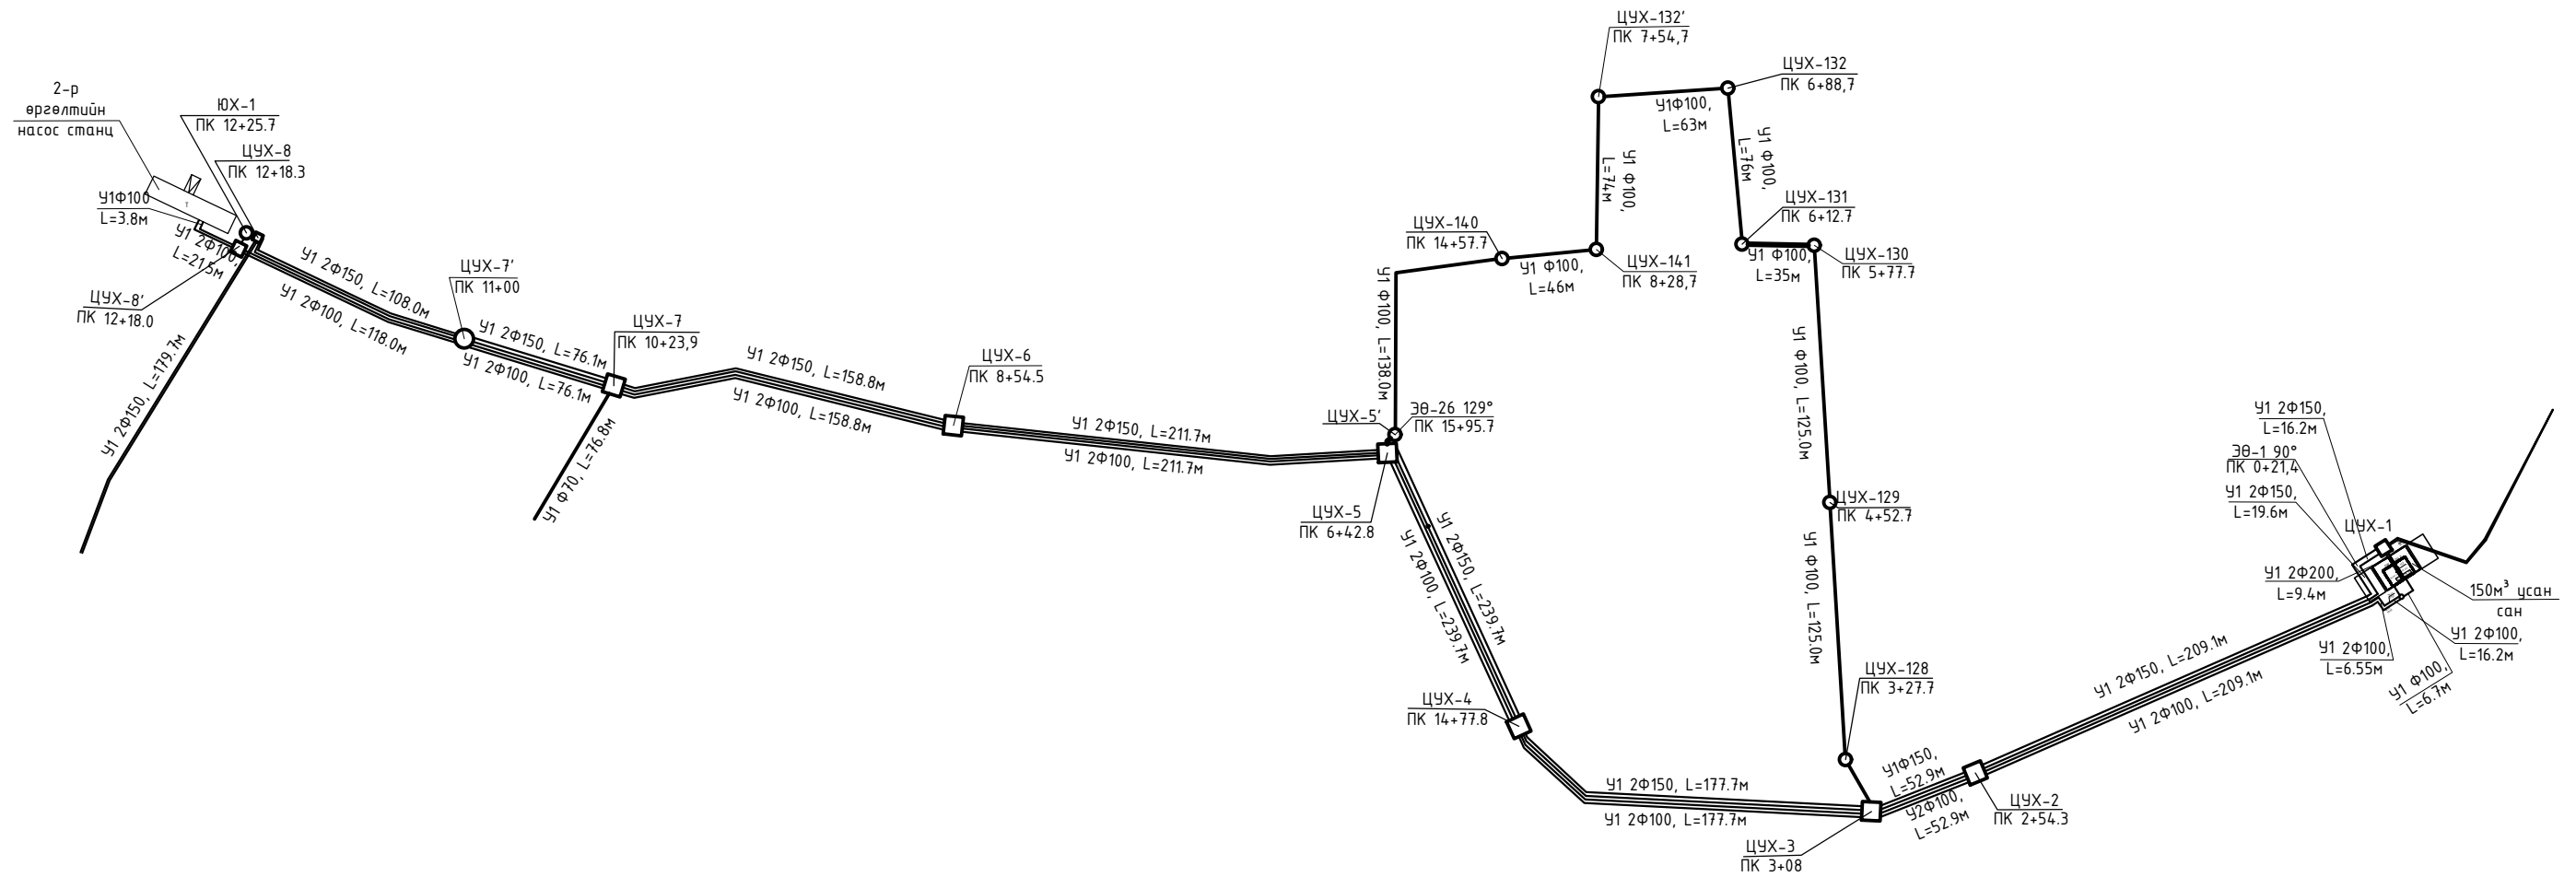 2-р
өргөлтийн
насос станц
ЮХ-1
ПК 12+25.7
ЦУХ-8
ПК 12+18.3
У1Ф100
L=3.8м
У1 2Ф100,
L=21,5м
ЦУХ-8'
ПК 12+18.0
У1 2Ф150, L=179.7м
У1 2Ф150, L=108.0м
У1 2Ф100, L=118.0м
ЦУХ-7'
ПК 11+00
У1 2Ф150, L=76.1м
У1 2Ф100, L=76.1м
ЦУХ-7
ПК 10+23,9
У1 Ф70, L=76.8м
У1 2Ф150, L=158.8м
У1 2Ф100, L=158.8м
ЦУХ-6
ПК 8+54.5
У1 2Ф150, L=211.7м
У1 2Ф100, L=211.7м
ЦУХ-5'
ЭӨ-26 129°
ПК 15+95.7
ЦУХ-5
ПК 6+42.8
У1 Ф100, L=138.0м
ЦУХ-140
ПК 14+57.7
У1 Ф100,
L=46м
ЦУХ-141
ПК 8+28,7
У1 Ф100,
L=74м
ЦУХ-132'
ПК 7+54,7
У1Ф100,
L=63м
ЦУХ-132
ПК 6+88,7
У1 Ф100,
L=76м
ЦУХ-131
ПК 6+12.7
У1 Ф100,
L=35м
ЦУХ-130
ПК 5+77.7
У1 Ф100, L=125.0м
ЦУХ-129
ПК 4+52.7
У1 Ф100, L=125.0м
ЦУХ-128
ПК 3+27.7
У1 2Ф150, L=239.7м
У1 2Ф100, L=239.7м
ЦУХ-4
ПК 14+77.8
У1 2Ф150, L=177.7м
У1 2Ф100, L=177.7м
ЦУХ-3
ПК 3+08
У1Ф150,
L=52.9м
У2Ф100,
L=52.9м
ЦУХ-2
ПК 2+54.3
У1 2Ф150, L=209.1м
У1 2Ф100, L=209.1м
У1 2Ф150,
L=16.2м
ЭӨ-1 90°
ПК 0+21,4
У1 2Ф150,
L=19.6м
ЦУХ-1
У1 2Ф200,
L=9.4м
150м³ усан
сан
У1 2Ф100,
L=16.2м
У1 2Ф100,
L=6.55м
У1 Ф100,
L=6.7м